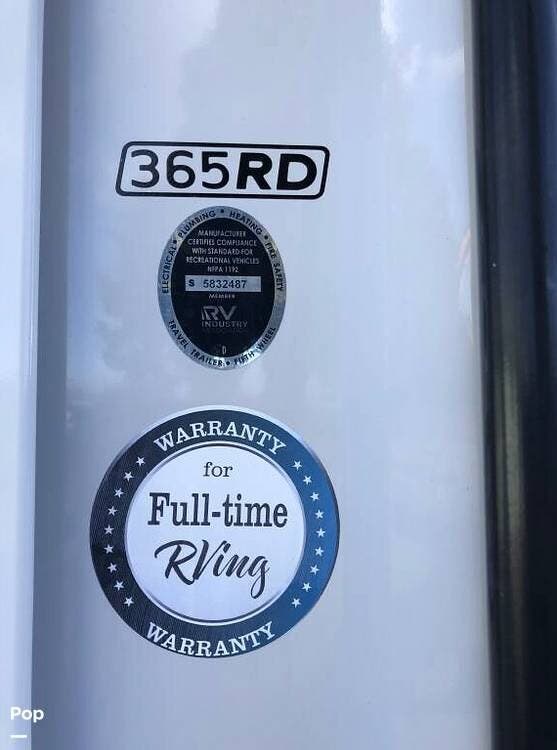 365RD
ELECTRICAL • PLUMBING • HEATING • FIRE SAFETY
MANUFACTURER
CERTIFIES COMPLIANCE
WITH STANDARD FOR
RECREATIONAL VEHICLES
NFPA 1192
S 5832487
MEMBER
RV
INDUSTRY
TRAVEL TRAILER • FIFTH WHEEL
WARRANTY
for
Full-time
RVing
WARRANTY
Pop